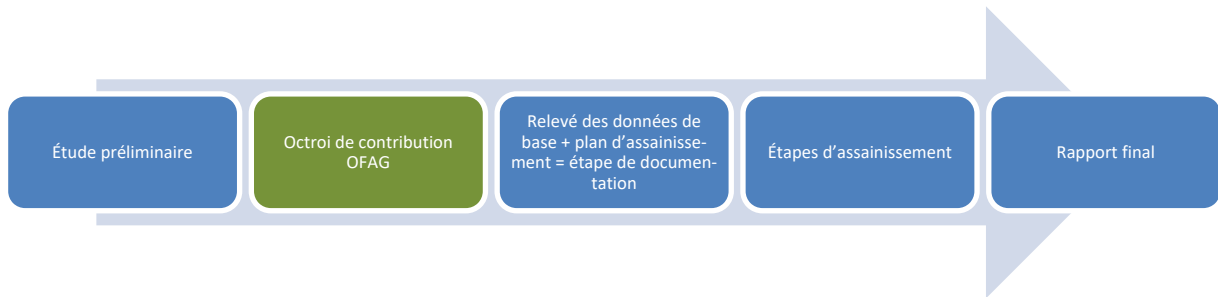 Étude préliminaire
Octroi de contribution
OFAG
Relevé des données de
base + plan d'assainisse-
ment = étape de documen-
tation
Étapes d'assainissement
Rapport final